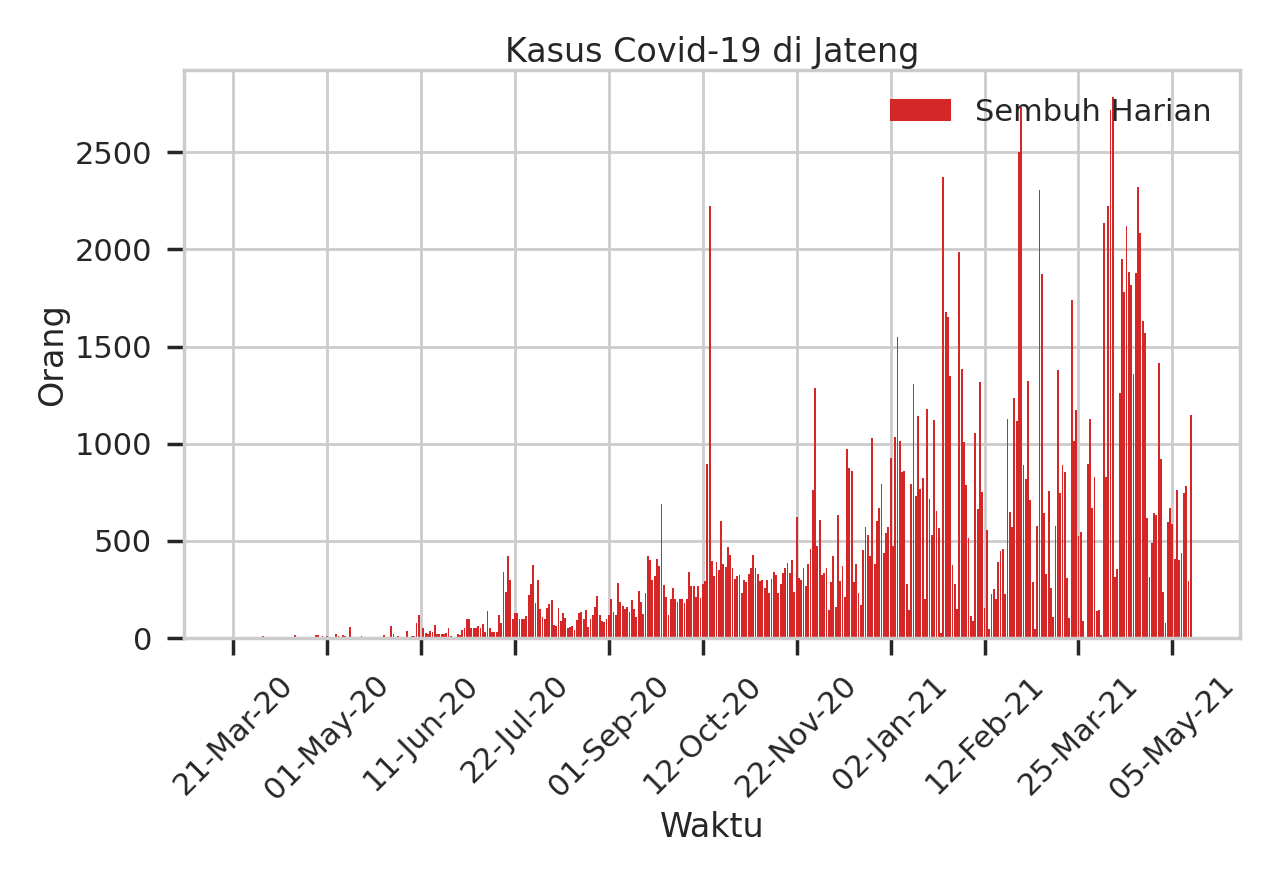 Kasus Covid-19 di Jateng
Sembuh Harian
Orang
2500
2000
1500
1000
500
0
21-Mar-20
01-May-20
11-Jun-20
22-Jul-20
01-Sep-20
12-Oct-20
22-Nov-20
02-Jan-21
12-Feb-21
25-Mar-21
05-May-21
Waktu